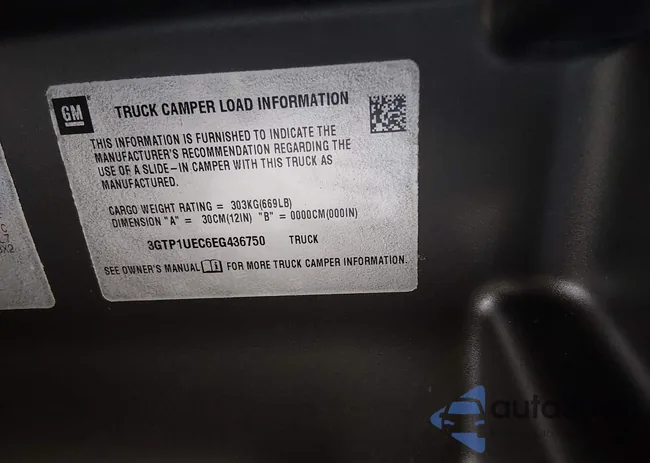 GM
TRUCK CAMPER LOAD INFORMATION
THIS INFORMATION IS FURNISHED TO INDICATE THE
MANUFACTURER'S RECOMMENDATION REGARDING THE
USE OF A SLIDE-IN CAMPER WITH THIS TRUCK AS
MANUFACTURED.
CARGO WEIGHT RATING = 303KG(669LB)
DIMENSION "A" = 30CM(12IN) "B" = 0000CM(000IN)
3GTP1UEC6EG436750 TRUCK
SEE OWNER'S MANUAL FOR MORE TRUCK CAMPER INFORMATION.